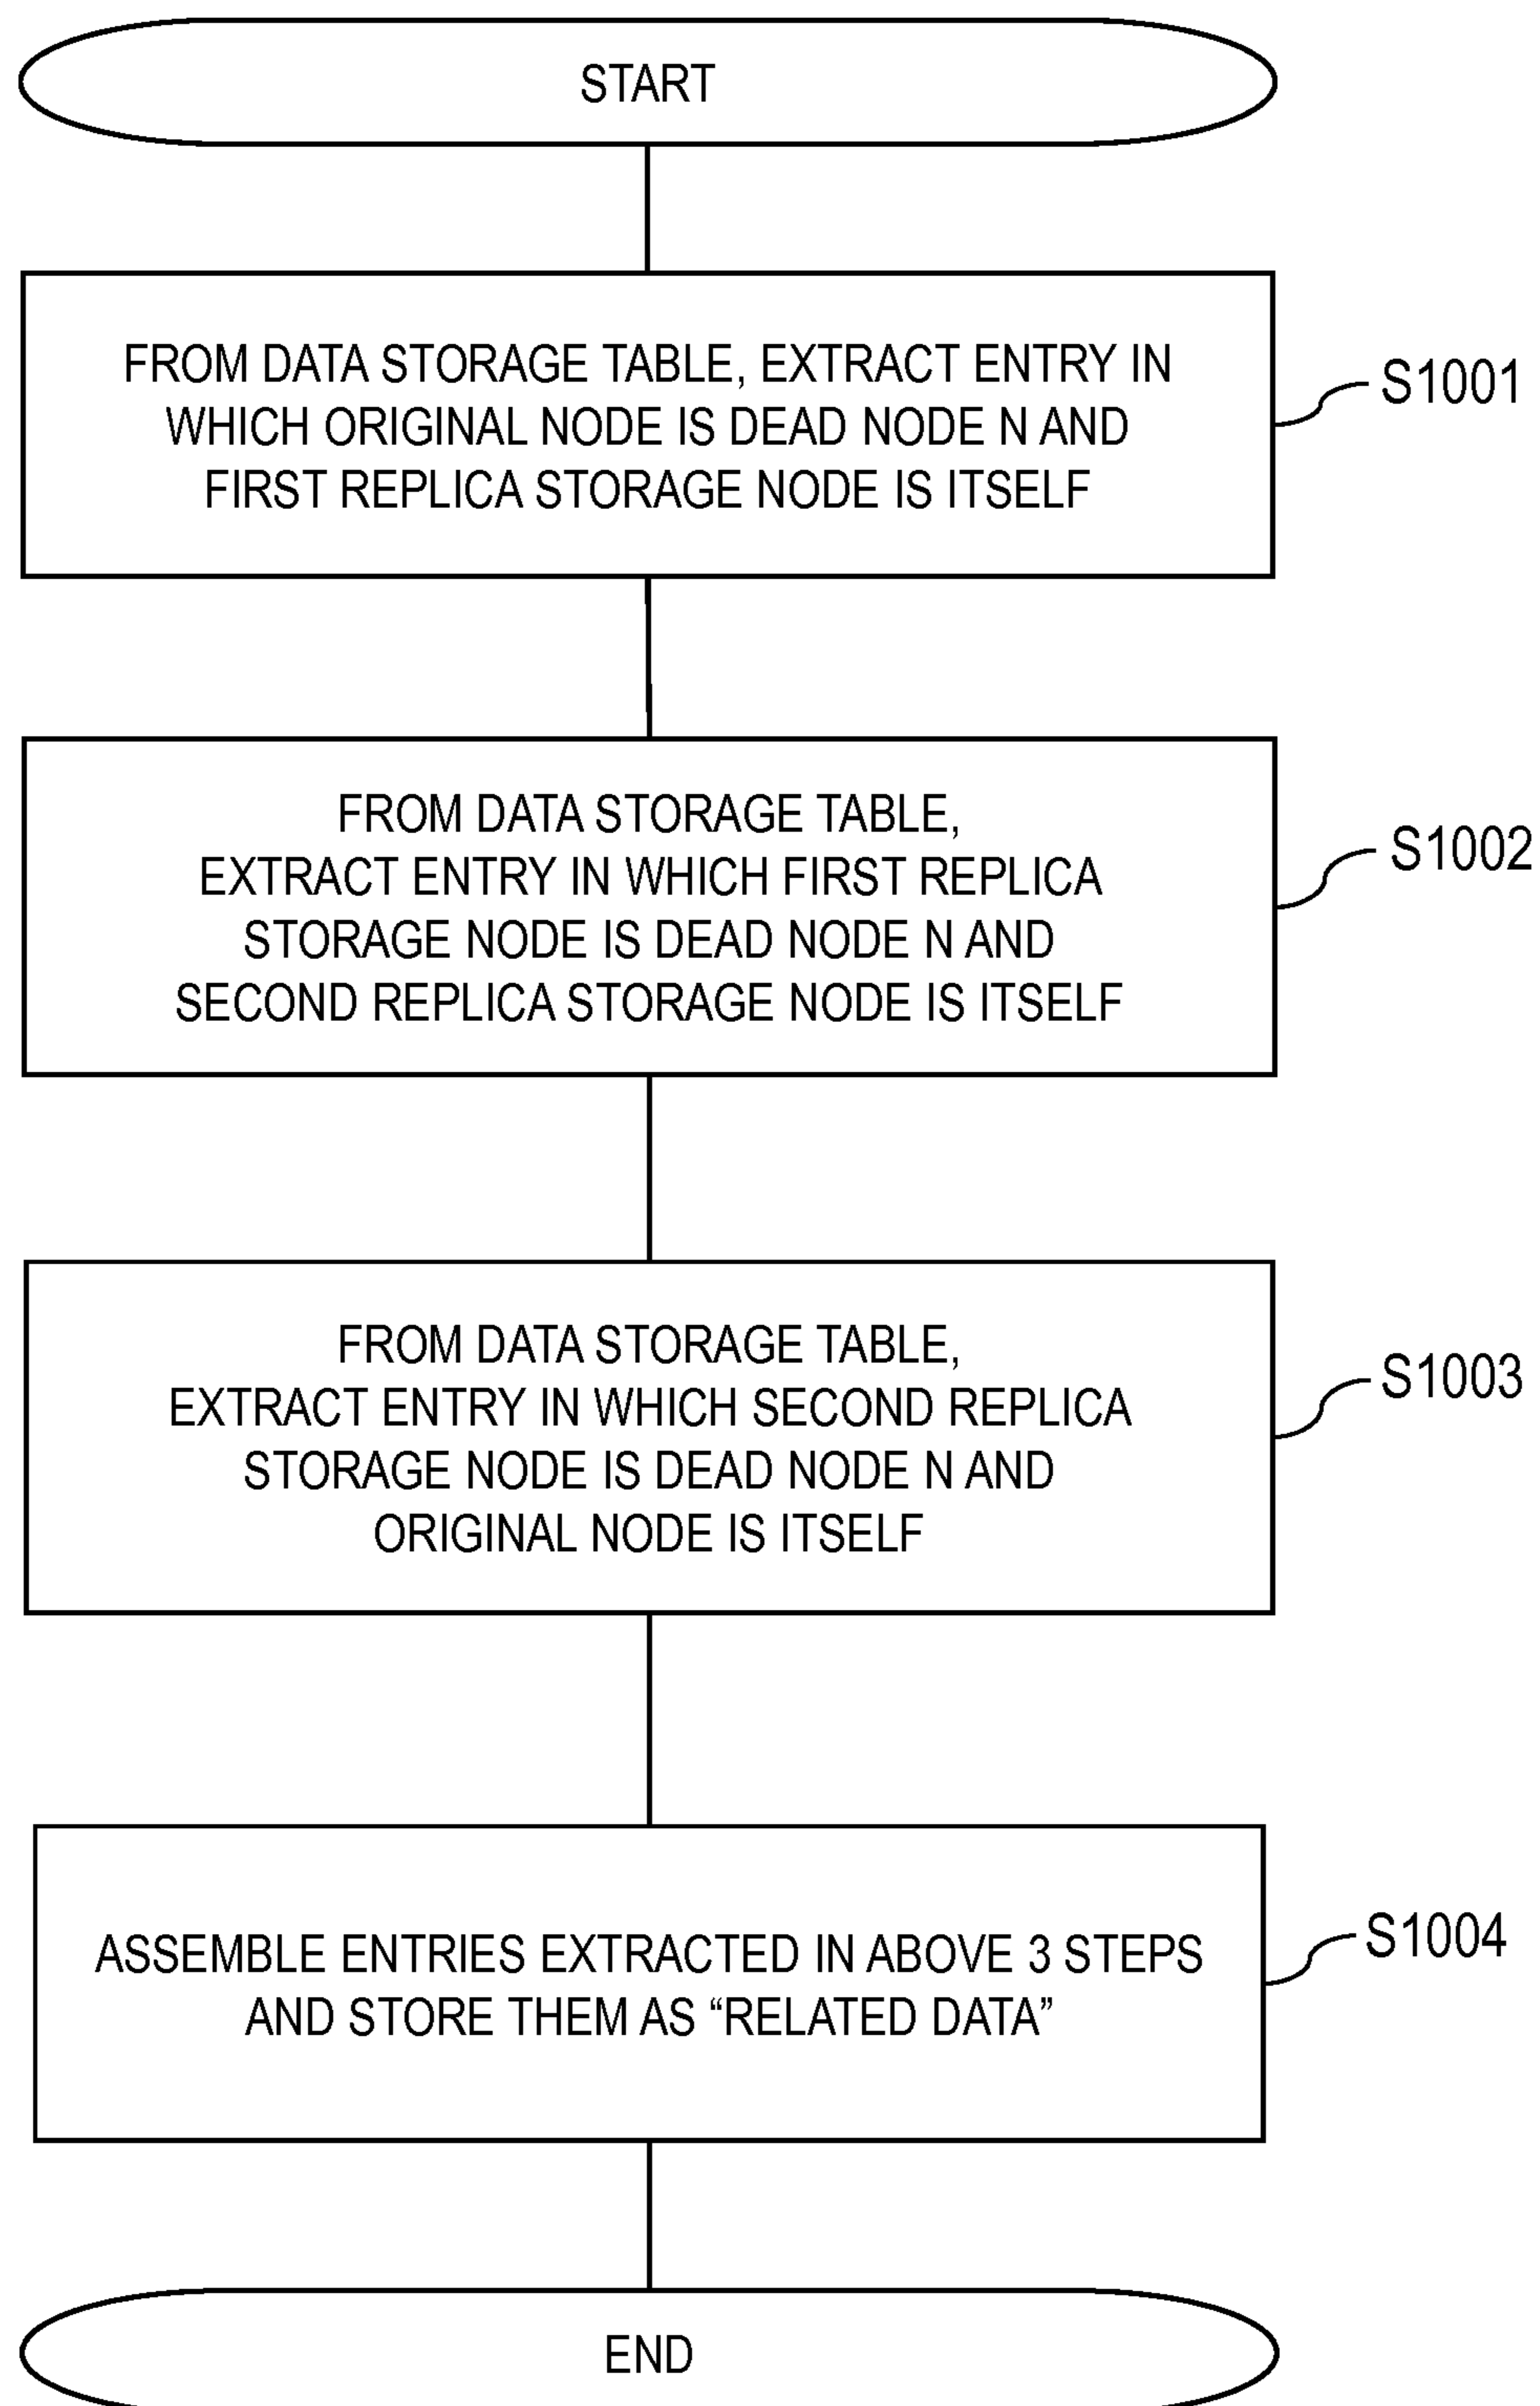 START
FROM DATA STORAGE TABLE, EXTRACT ENTRY IN
WHICH ORIGINAL NODE IS DEAD NODE N AND
FIRST REPLICA STORAGE NODE IS ITSELF
S1001
FROM DATA STORAGE TABLE,
EXTRACT ENTRY IN WHICH FIRST REPLICA
STORAGE NODE IS DEAD NODE N AND
SECOND REPLICA STORAGE NODE IS ITSELF
S1002
FROM DATA STORAGE TABLE,
EXTRACT ENTRY IN WHICH SECOND REPLICA
STORAGE NODE IS DEAD NODE N AND
ORIGINAL NODE IS ITSELF
S1003
ASSEMBLE ENTRIES EXTRACTED IN ABOVE 3 STEPS
AND STORE THEM AS “RELATED DATA”
S1004
END